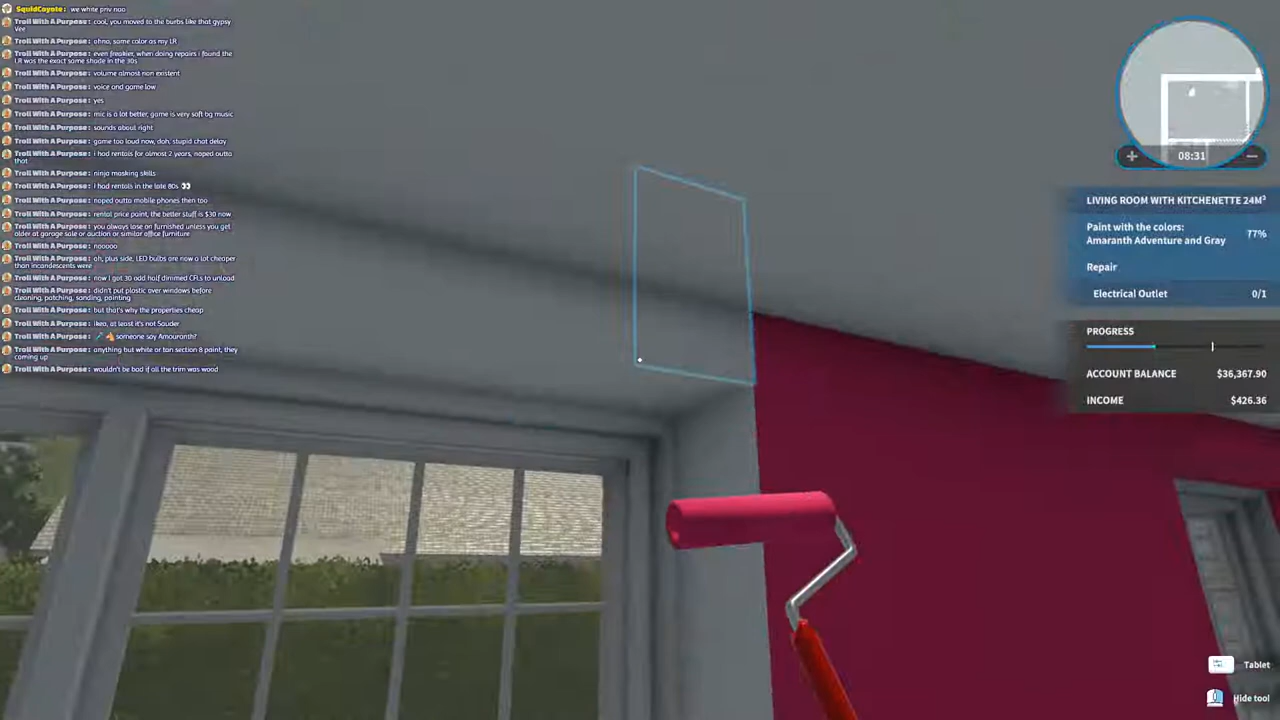 SquidCoyote: we white priv nao
Troll With A Purpose: cool, you moved to the burbs like that gypsy
Vee
Troll With A Purpose: ohno, same color as my LR
Troll With A Purpose: even freakier, when doing repairs i found the
LR was the exact same shade in the 30s
Troll With A Purpose: volume almost non existent
Troll With A Purpose: voice and game low
Troll With A Purpose: yes
Troll With A Purpose: mic is a lot better, game is very soft bg music
Troll With A Purpose: sounds about right
Troll With A Purpose: game too loud now, doh, stupid chat delay
Troll With A Purpose: i had rentals for almost 2 years, noped outta
that
Troll With A Purpose: ninja masking skills
Troll With A Purpose: i had rentals in the late 80s 👀
Troll With A Purpose: noped outta mobile phones then too
Troll With A Purpose: rental price paint, the better stuff is $30 now
Troll With A Purpose: you always lose on furnished unless you get
older at garage sale or auction or similar office furniture
Troll With A Purpose: nooooo
Troll With A Purpose: oh, plus side, LED bulbs are now a lot cheaper
than incandescents were
Troll With A Purpose: now I got 30 odd half dimmed CFLs to unload
Troll With A Purpose: didn't put plastic over windows before
cleaning, patching, sanding, painting
Troll With A Purpose: but that's why the properties cheap
Troll With A Purpose: Ikea, at least it's not Sauder
Troll With A Purpose: someone say Amouranth?
Troll With A Purpose: anything but white or tan section 8 paint, they
coming up
Troll With A Purpose: wouldn't be bad if all the trim was wood
08:31
LIVING ROOM WITH KITCHENETTE 24M²
Paint with the colors:
Amaranth Adventure and Gray 77%
Repair
Electrical Outlet 0/1
PROGRESS
ACCOUNT BALANCE $36,367.90
INCOME $426.36
Tablet
Hide tool